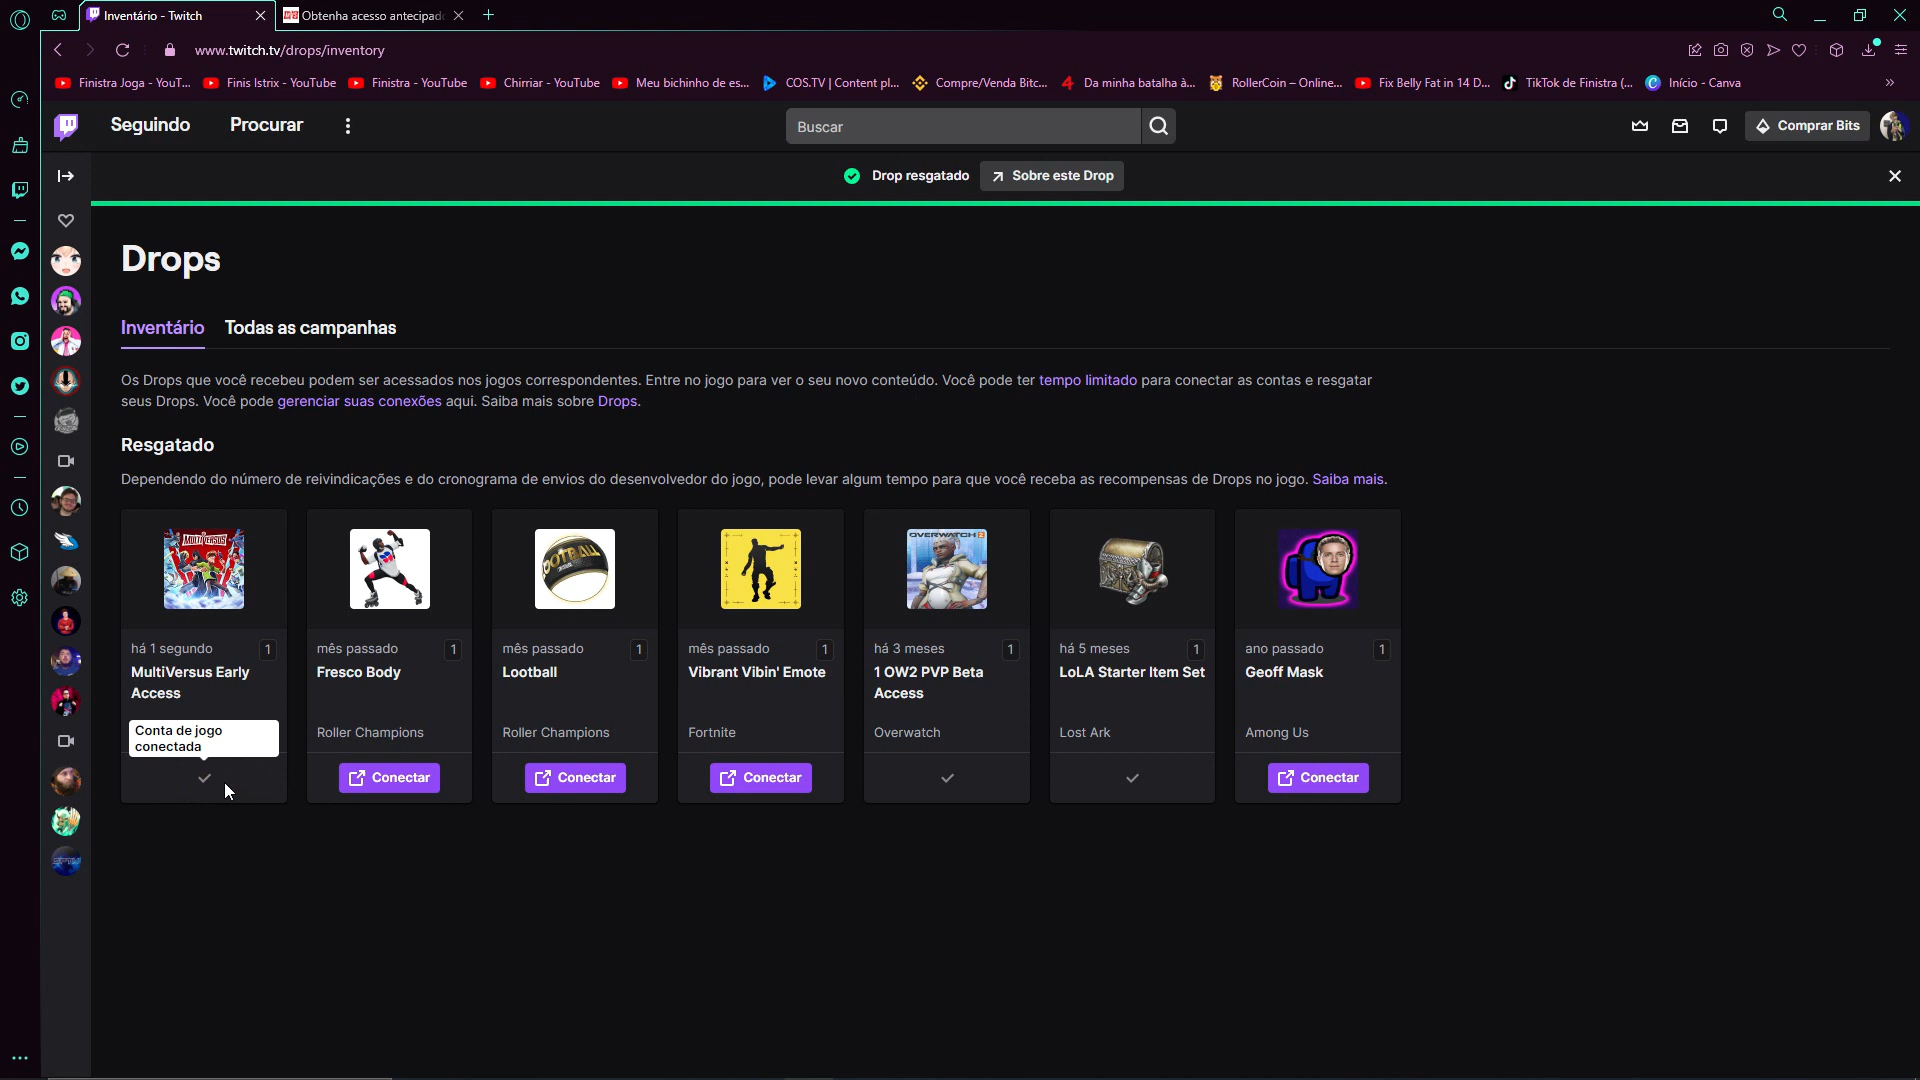 Inventário - Twitch
Obtenha acesso antecipado
www.twitch.tv/drops/inventory
Finistra Joga - YouT...
Finis Istrix - YouTube
Finistra - YouTube
Chirriar - YouTube
Meu bichinho de es...
COS.TV | Content pl...
Compre/Venda Bitc...
Da minha batalha à...
RollerCoin – Online...
Fix Belly Fat in 14 D...
TikTok de Finistra (...
Início - Canva
Seguindo
Procurar
Buscar
Comprar Bits
Drop resgatado
Sobre este Drop
Drops
Inventário
Todas as campanhas
Os Drops que você recebeu podem ser acessados nos jogos correspondentes. Entre no jogo para ver o seu novo conteúdo. Você pode ter tempo limitado para conectar as contas e resgatar
seus Drops. Você pode gerenciar suas conexões aqui. Saiba mais sobre Drops.
Resgatado
Dependendo do número de reivindicações e do cronograma de envios do desenvolvedor do jogo, pode levar algum tempo para que você receba as recompensas de Drops no jogo. Saiba mais.
MULTIVERSUS
há 1 segundo
1
MultiVersus Early
Access
Conta de jogo
conectada
mês passado
1
Fresco Body
Roller Champions
Conectar
OOTBALL
mês passado
1
Lootball
Roller Champions
Conectar
mês passado
1
Vibrant Vibin' Emote
Fortnite
Conectar
OVERWATCH 2
há 3 meses
1
1 OW2 PVP Beta
Access
Overwatch
há 5 meses
1
LoLA Starter Item Set
Lost Ark
ano passado
1
Geoff Mask
Among Us
Conectar